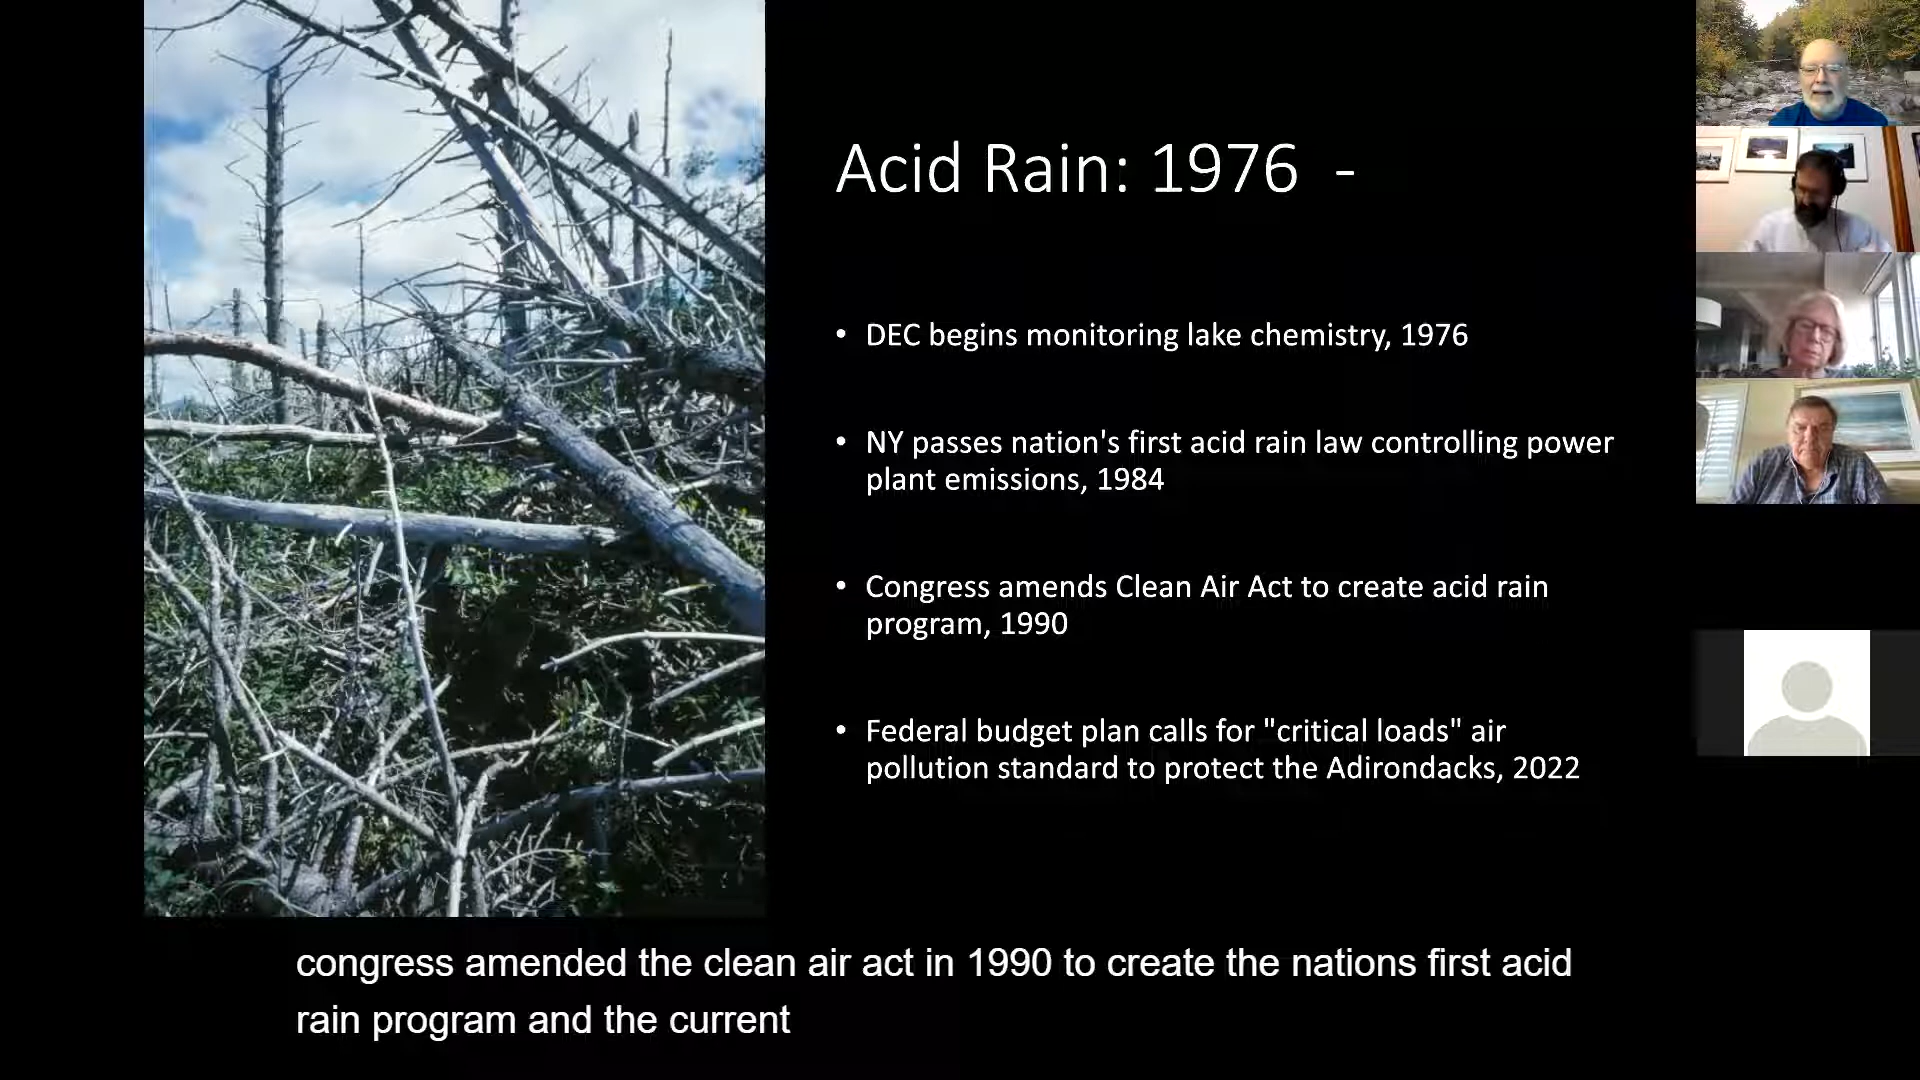 Acid Rain: 1976 -
• DEC begins monitoring lake chemistry, 1976
• NY passes nation's first acid rain law controlling power
plant emissions, 1984
• Congress amends Clean Air Act to create acid rain
program, 1990
• Federal budget plan calls for "critical loads" air
pollution standard to protect the Adirondacks, 2022
congress amended the clean air act in 1990 to create the nations first acid
rain program and the current